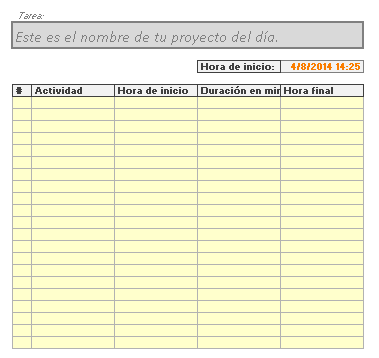 Tarea:
Este es el nombre de tu proyecto del día.
Hora de inicio: 4/8/2014 14:25
# Actividad Hora de inicio Duración en min Hora final